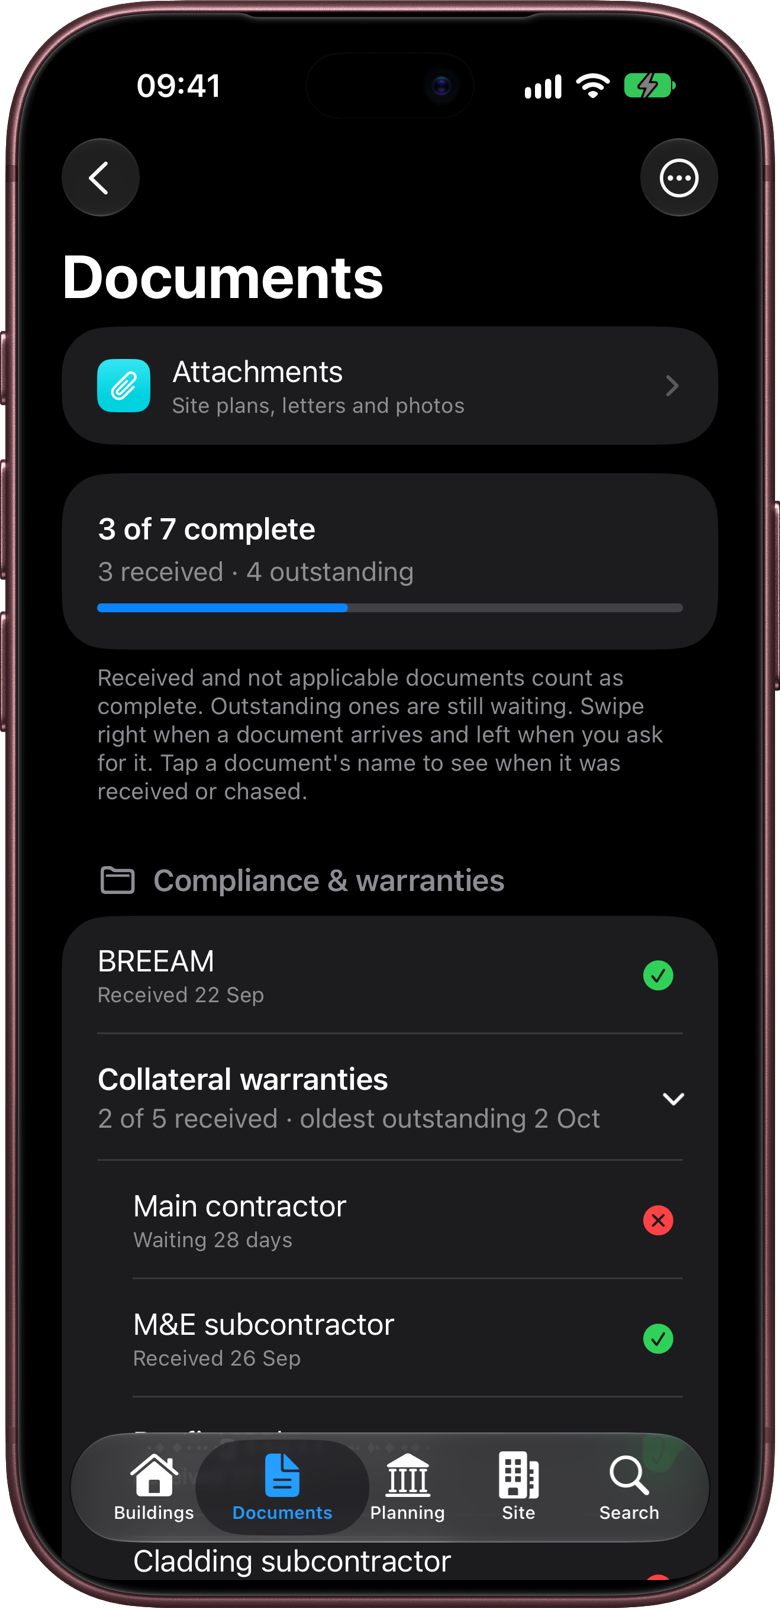 09:41
Documents
Attachments
Site plans, letters and photos
3 of 7 complete
3 received · 4 outstanding
Received and not applicable documents count as
complete. Outstanding ones are still waiting. Swipe
right when a document arrives and left when you ask
for it. Tap a document's name to see when it was
received or chased.
Compliance & warranties
BREEAM
Received 22 Sep
Collateral warranties
2 of 5 received · oldest outstanding 2 Oct
Main contractor
Waiting 28 days
M&E subcontractor
Received 26 Sep
Buildings
Documents
Planning
Site
Search
Cladding subcontractor